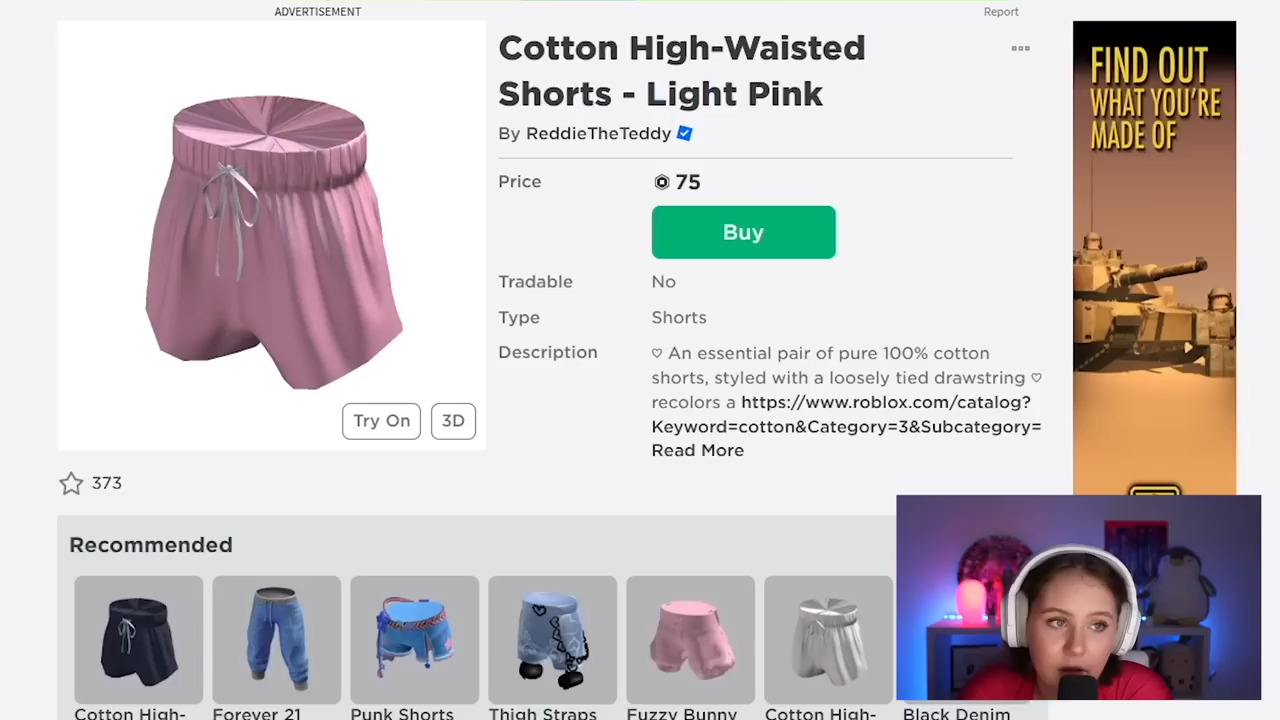 ADVERTISEMENT
Report
Cotton High-Waisted
Shorts - Light Pink
By ReddieTheTeddy
Price
75
Buy
Tradable
No
Type
Shorts
Description
♡ An essential pair of pure 100% cotton
shorts, styled with a loosely tied drawstring ♡
recolors a https://www.roblox.com/catalog?
Keyword=cotton&Category=3&Subcategory=
Read More
Try On
3D
373
FIND OUT
WHAT YOU'RE
MADE OF
Recommended
Cotton High-
Forever 21
Punk Shorts
Thigh Straps
Fuzzy Bunny
Cotton High-
Black Denim